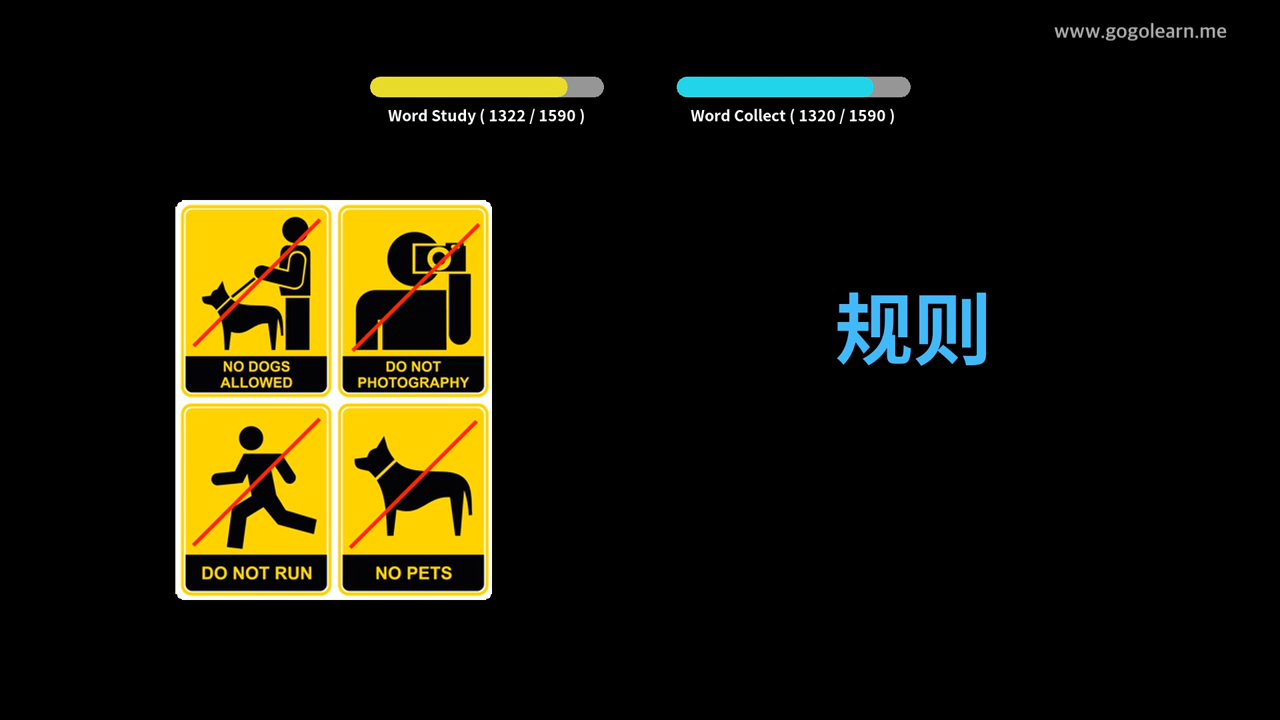 www.gogolearn.me
Word Study ( 1322 / 1590 )
Word Collect ( 1320 / 1590 )
NO DOGS
ALLOWED
DO NOT
PHOTOGRAPHY
规则
DO NOT RUN
NO PETS